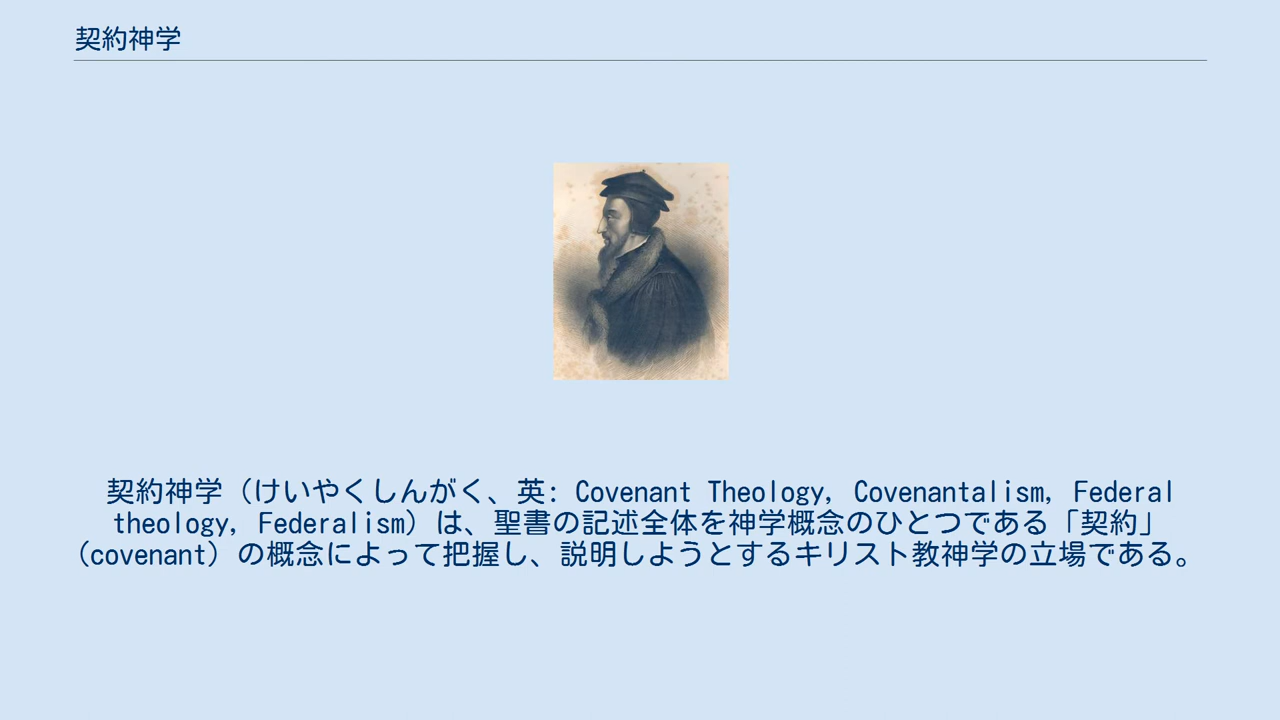 契約神学
契約神学（けいやくしんがく、英: Covenant Theology, Covenantalism, Federal
theology, Federalism）は、聖書の記述全体を神学概念のひとつである「契約」
（covenant）の概念によって把握し、説明しようとするキリスト教神学の立場である。